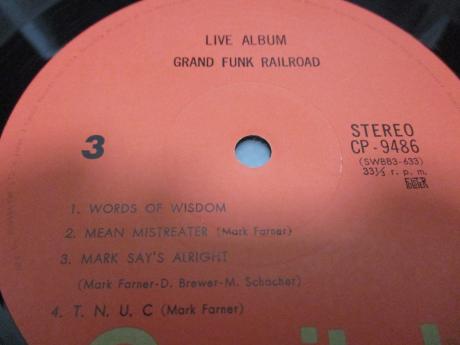 LIVE ALBUM
GRAND FUNK RAILROAD
3
STEREO
CP-9486
(SWBB3-633)
33⅓ r. p. m.
1. WORDS OF WISDOM
2. MEAN MISTREATER (Mark Farner)
3. MARK SAY'S ALRIGHT
(Mark Farner-D. Brewer-M. Schacher)
4. T. N. U. C (Mark Farner)